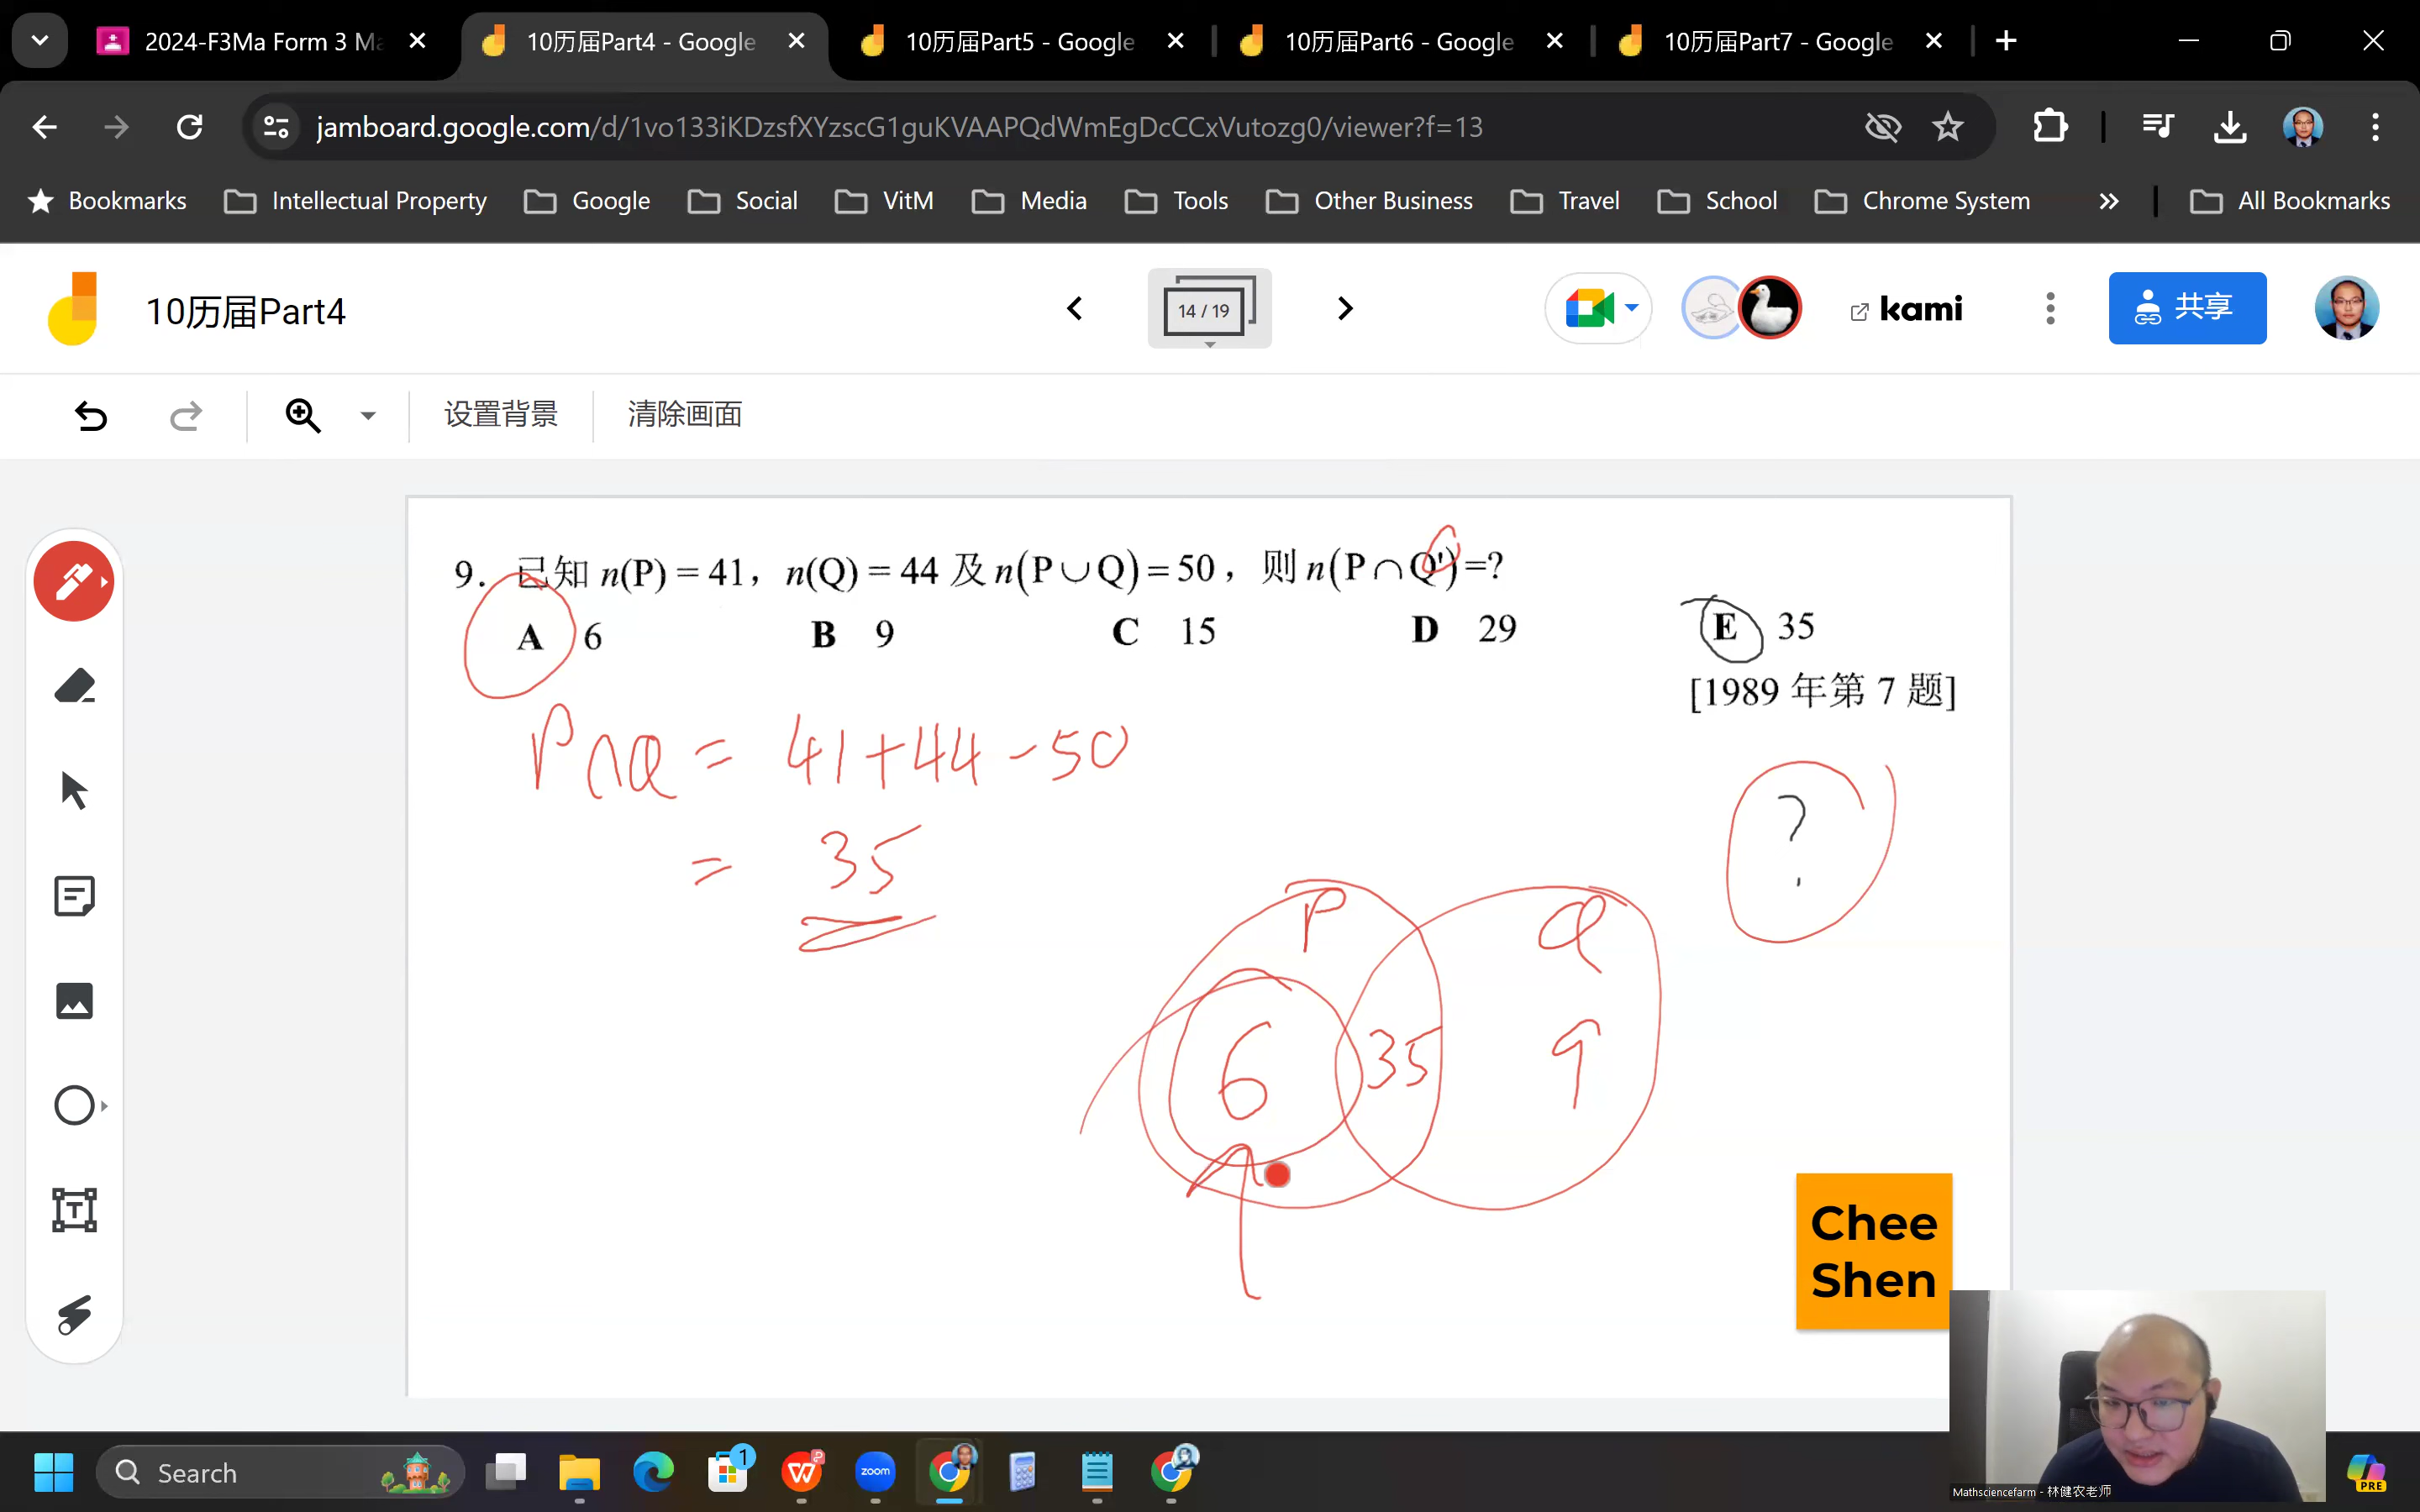 2024-F3Ma Form 3 Ma
10历届Part4 - Google
10历届Part5 - Google
10历届Part6 - Google
10历届Part7 - Google
jamboard.google.com/d/1vo133iKDzsfXYzscG1guKVAAPQdWmEgDcCCxVutozg0/viewer?f=13
Bookmarks
Intellectual Property
Google
Social
VitM
Media
Tools
Other Business
Travel
School
Chrome System
All Bookmarks
10历届Part4
14 / 19
kami
共享
设置背景
清除画面
9. 已知 n(P) = 41，n(Q) = 44 及 n(P∪Q) = 50，则 n(P∩Q') =?
A 6 B 9 C 15 D 29 E 35
[1989 年第 7 题]
P∩Q = 41+44-50
= 35
?
P Q
6 35 9
Chee
Shen
Mathsciencefarm - 林健农老师
Search
1
zoom
PRE